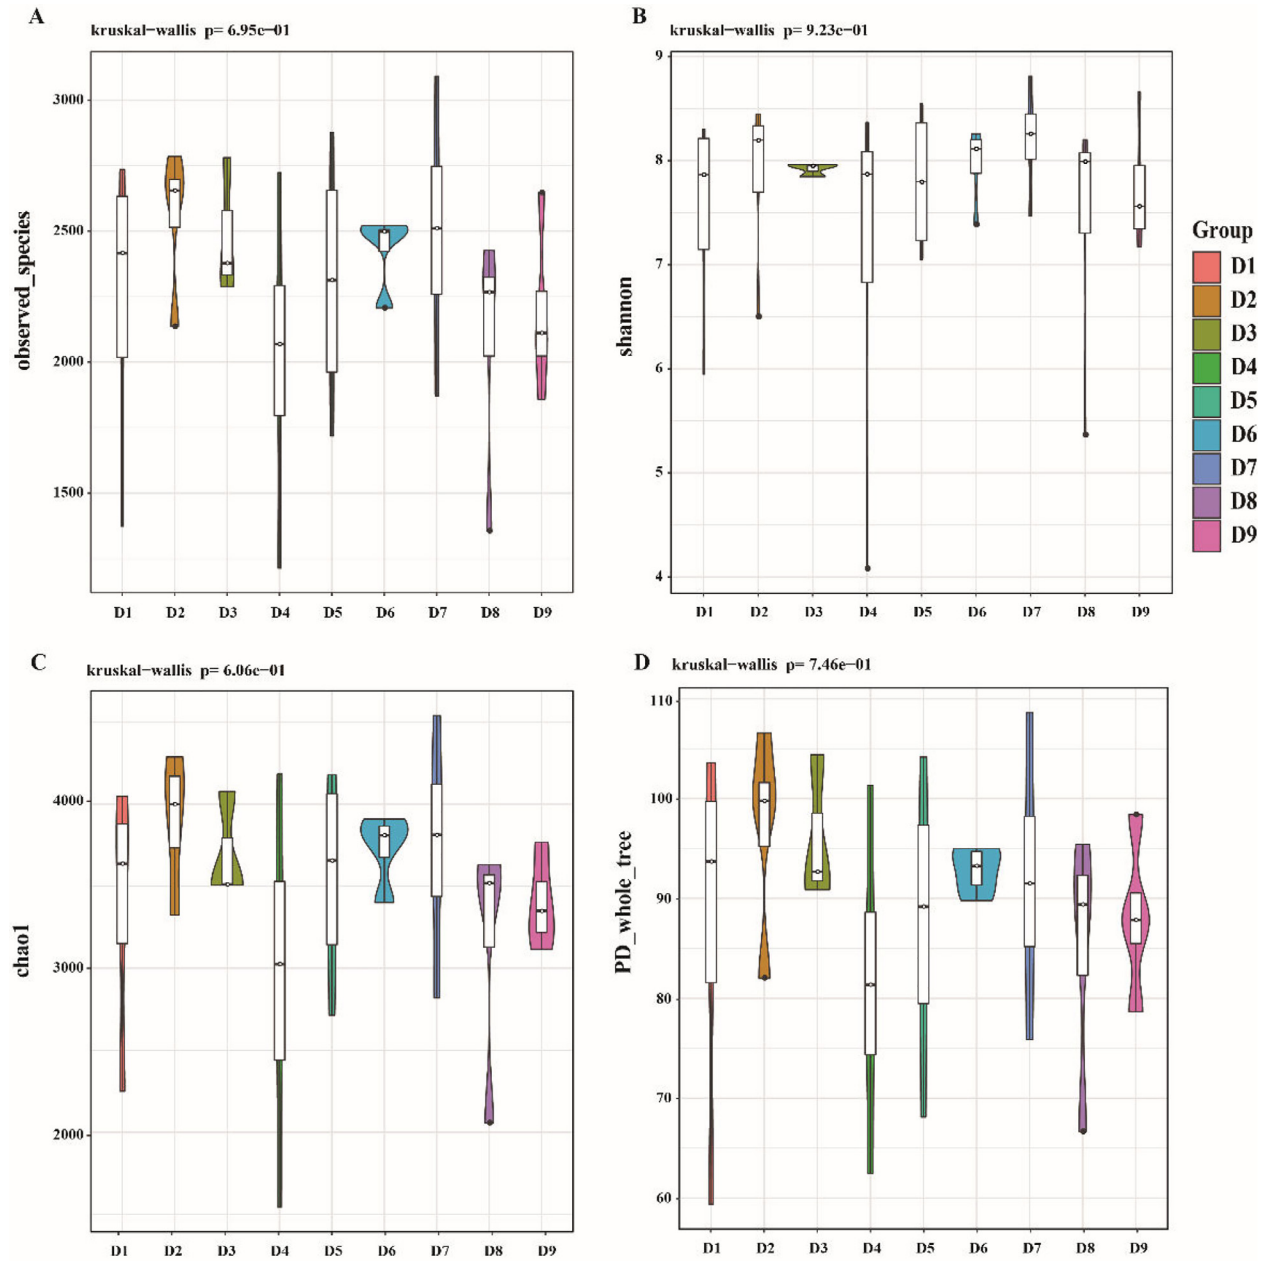 A
kruskal-wallis p= 6.95e-01
observed_species
3000
2500
2000
1500
D1 D2 D3 D4 D5 D6 D7 D8 D9
B
kruskal-wallis p= 9.23e-01
shannon
9
8
7
6
5
4
D1 D2 D3 D4 D5 D6 D7 D8 D9
Group
D1
D2
D3
D4
D5
D6
D7
D8
D9
C
kruskal-wallis p= 6.06e-01
chao1
4000
3000
2000
D1 D2 D3 D4 D5 D6 D7 D8 D9
D
kruskal-wallis p= 7.46e-01
PD_whole_tree
110
100
90
80
70
60
D1 D2 D3 D4 D5 D6 D7 D8 D9